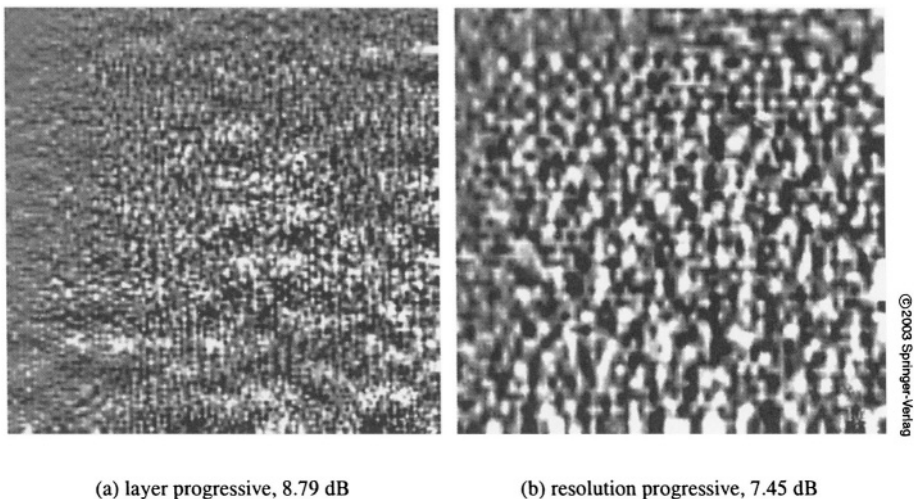 ©2003 Springer-Verlag
(a) layer progressive, 8.79 dB
(b) resolution progressive, 7.45 dB